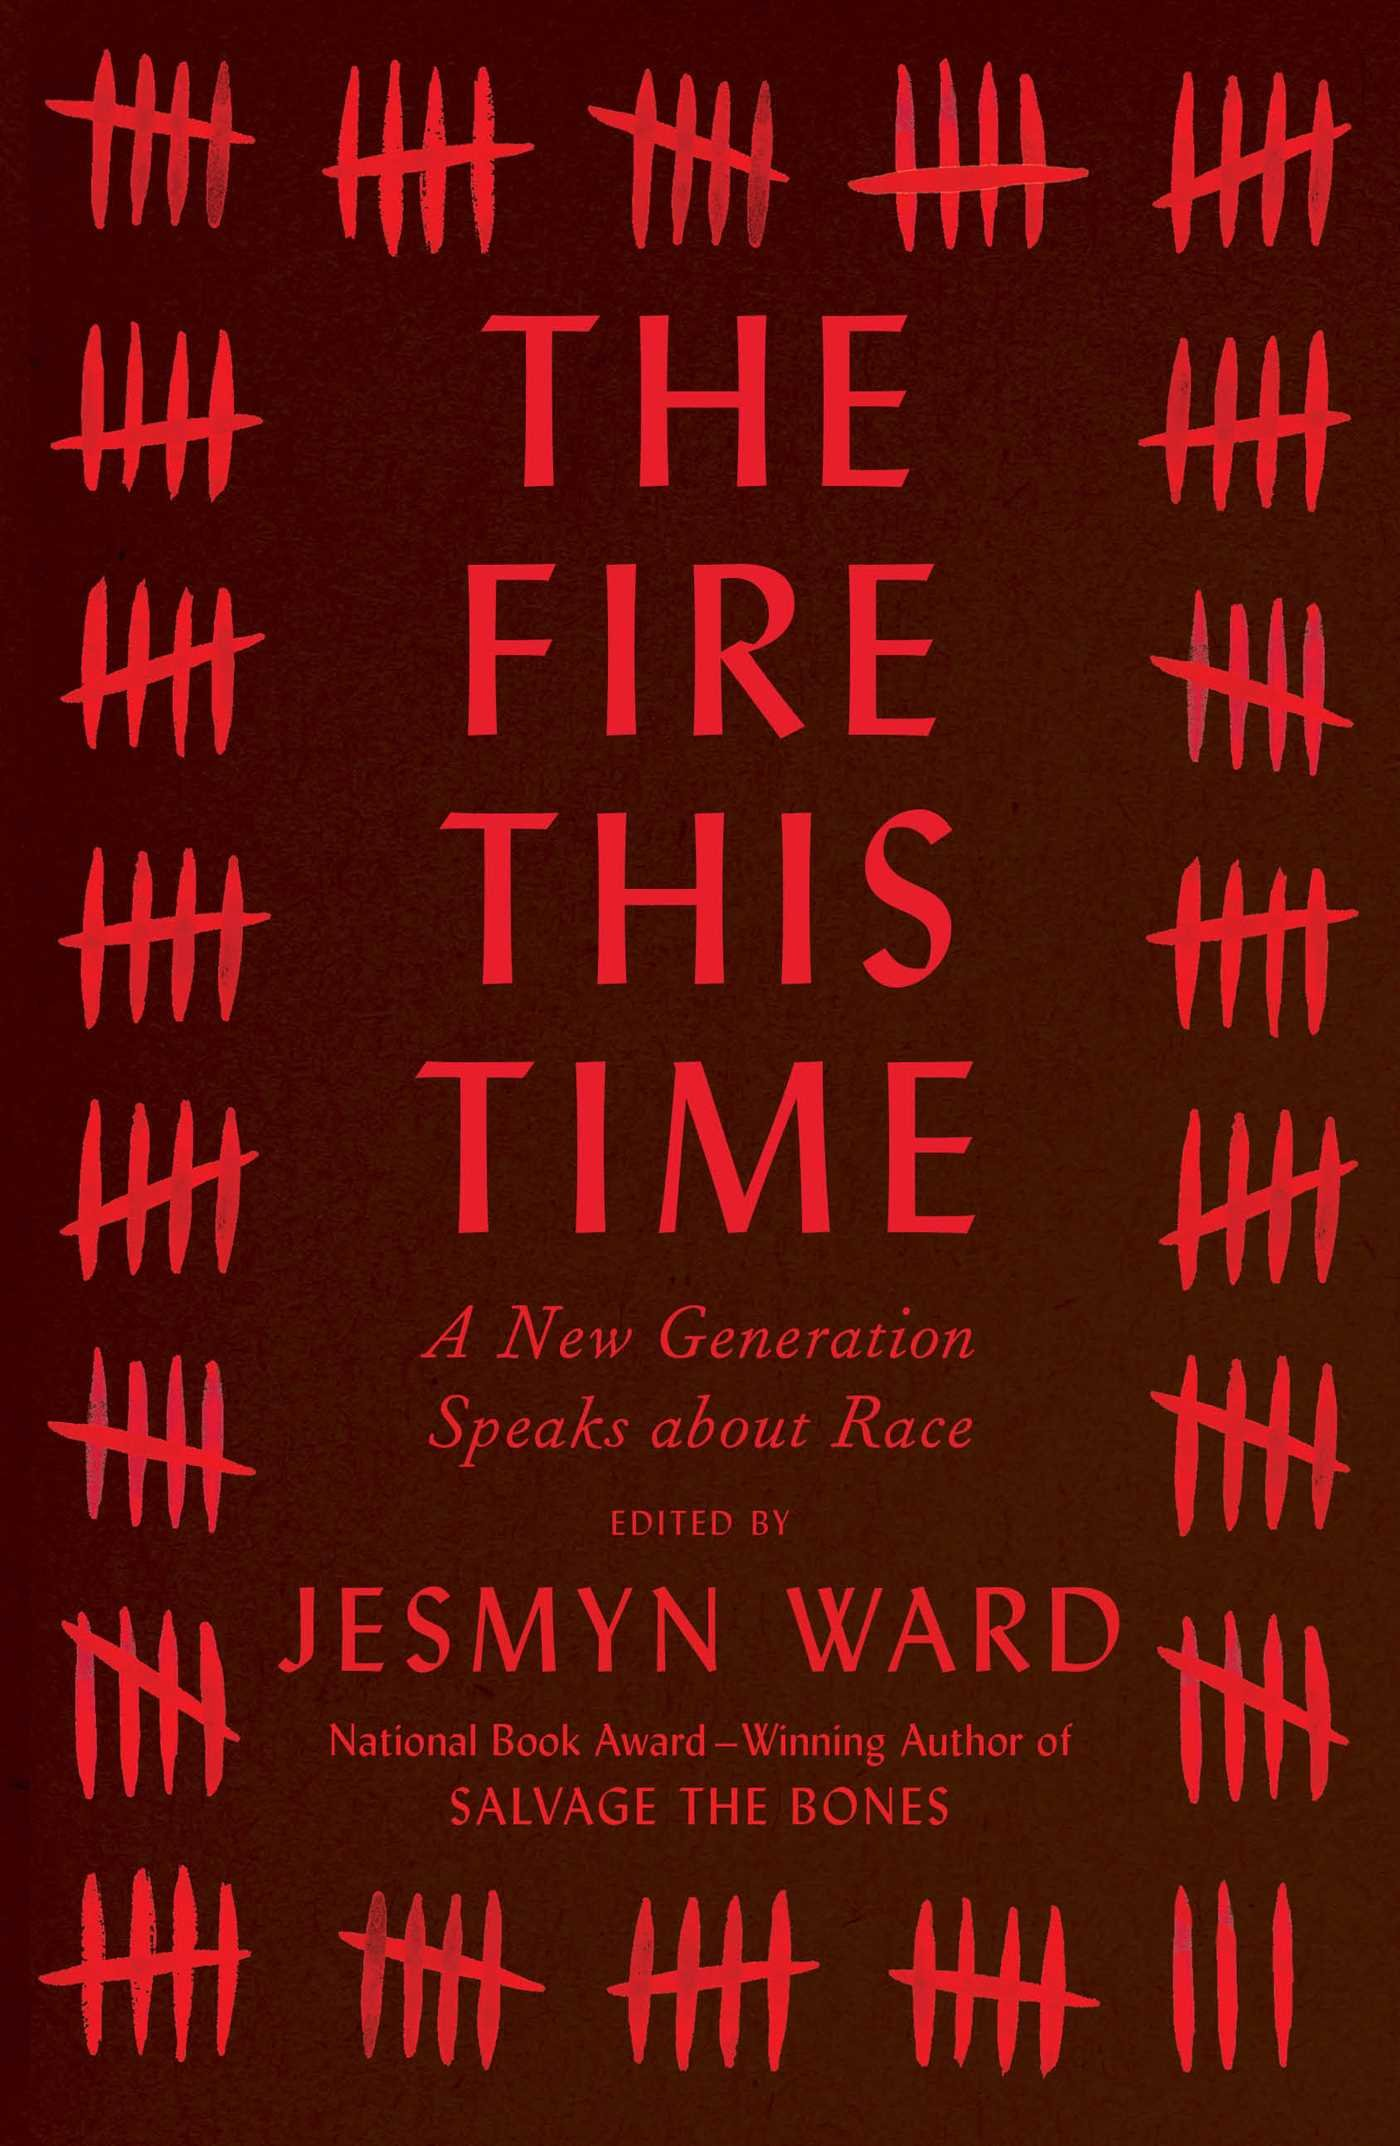 THE
FIRE
THIS
TIME
A New Generation
Speaks about Race
EDITED BY
JESMYN WARD
National Book Award–Winning Author of
SALVAGE THE BONES